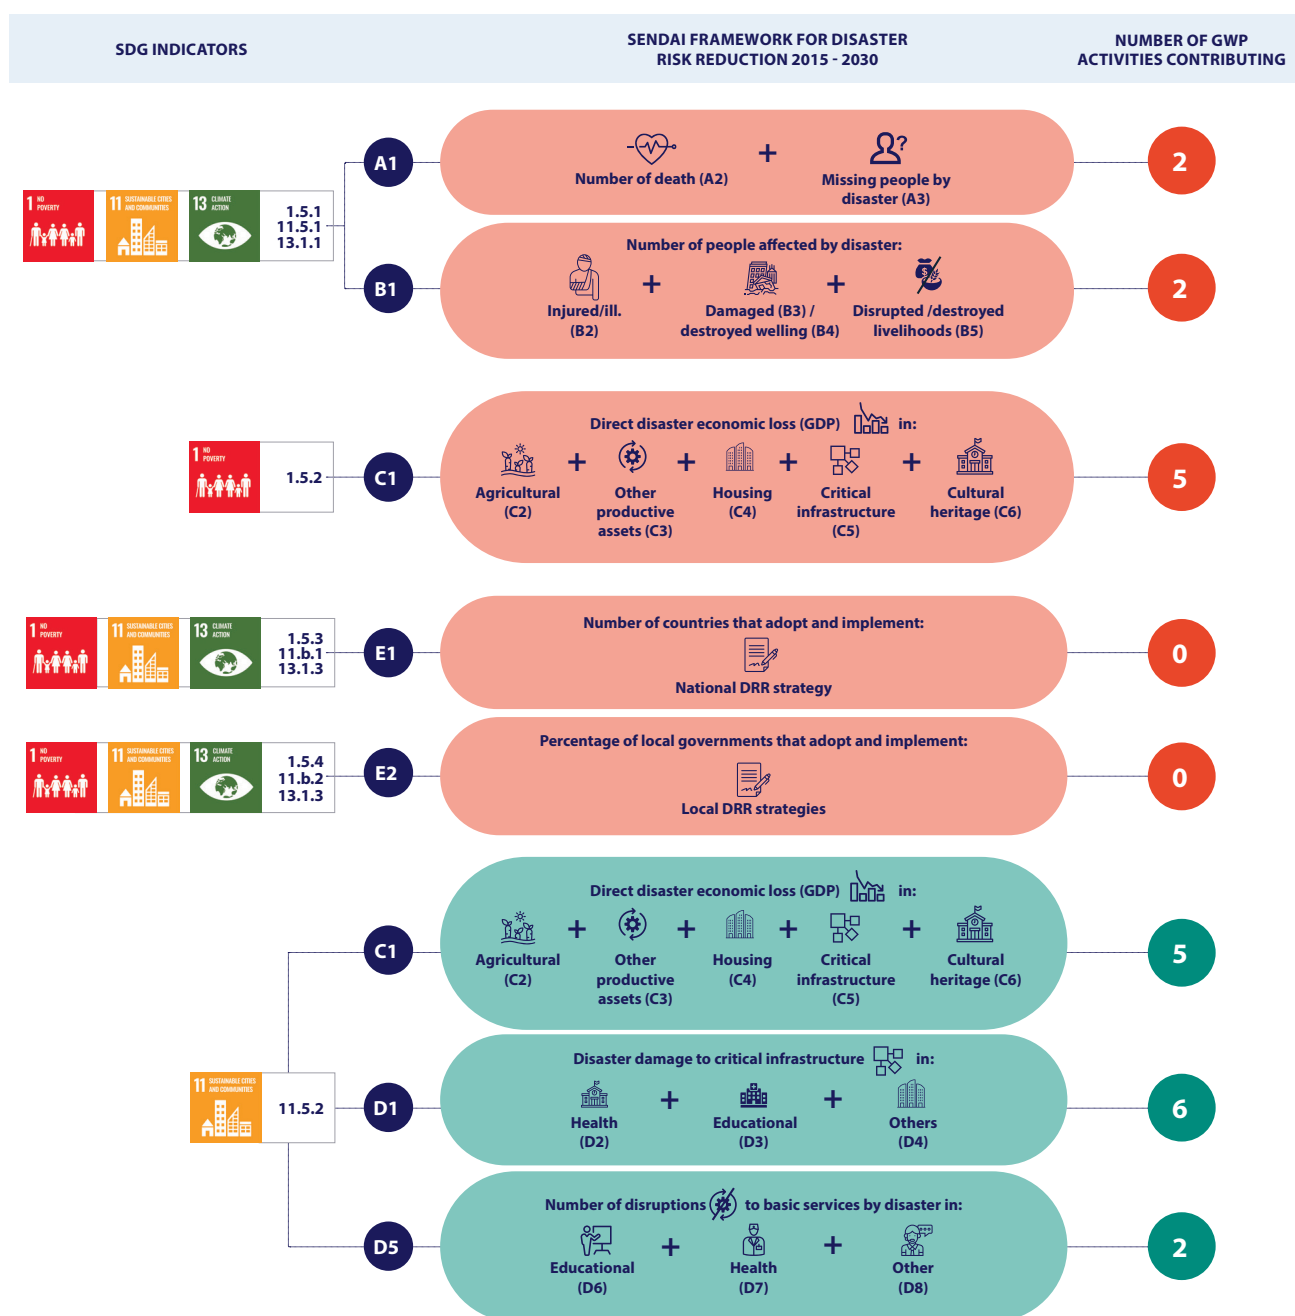 SDG INDICATORS
SENDAI FRAMEWORK FOR DISASTER
RISK REDUCTION 2015 - 2030
NUMBER OF GWP
ACTIVITIES CONTRIBUTING
1 NO
POVERTY
11 SUSTAINABLE CITIES
AND COMMUNITIES
13 CLIMATE
ACTION
1.5.1
11.5.1
13.1.1
A1
Number of death (A2)
+
?
Missing people by
disaster (A3)
2
B1
Number of people affected by disaster:
Injured/ill.
(B2)
+
Damaged (B3) /
destroyed welling (B4)
+
$
Disrupted /destroyed
livelihoods (B5)
2
1 NO
POVERTY
1.5.2
C1
Direct disaster economic loss (GDP) in:
Agricultural
(C2)
+
Other
productive
assets (C3)
+
Housing
(C4)
+
Critical
infrastructure
(C5)
+
Cultural
heritage (C6)
5
1 NO
POVERTY
11 SUSTAINABLE CITIES
AND COMMUNITIES
13 CLIMATE
ACTION
1.5.3
11.b.1
13.1.3
E1
Number of countries that adopt and implement:
National DRR strategy
0
1 NO
POVERTY
11 SUSTAINABLE CITIES
AND COMMUNITIES
13 CLIMATE
ACTION
1.5.4
11.b.2
13.1.3
E2
Percentage of local governments that adopt and implement:
Local DRR strategies
0
11 SUSTAINABLE CITIES
AND COMMUNITIES
11.5.2
C1
Direct disaster economic loss (GDP) in:
Agricultural
(C2)
+
Other
productive
assets (C3)
+
Housing
(C4)
+
Critical
infrastructure
(C5)
+
Cultural
heritage (C6)
5
D1
Disaster damage to critical infrastructure in:
Health
(D2)
+
Educational
(D3)
+
Others
(D4)
6
D5
Number of disruptions to basic services by disaster in:
Educational
(D6)
+
Health
(D7)
+
Other
(D8)
2